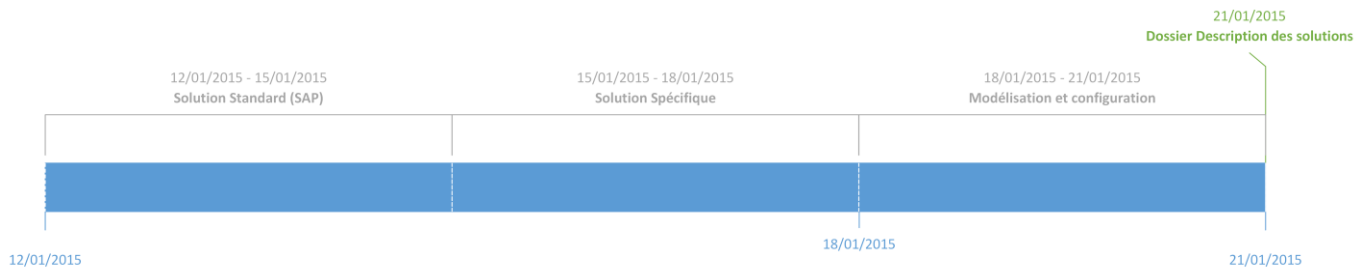 21/01/2015
Dossier Description des solutions
12/01/2015 - 15/01/2015
Solution Standard (SAP)
15/01/2015 - 18/01/2015
Solution Spécifique
18/01/2015 - 21/01/2015
Modélisation et configuration
12/01/2015
18/01/2015
21/01/2015